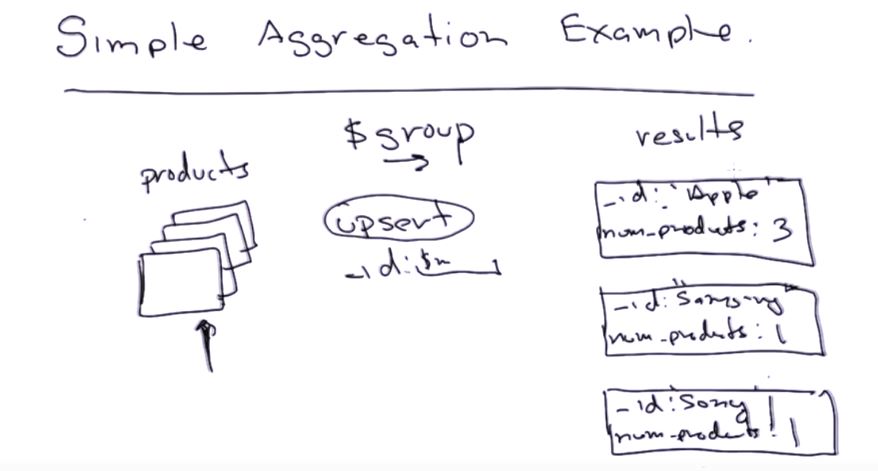 Simple Aggregation Example.
products
$group
upsert
_id: $m
results
_id: "Apple"
num_products: 3
_id: "Samsung"
num_products: 1
_id: "Sony"
num_products: 1